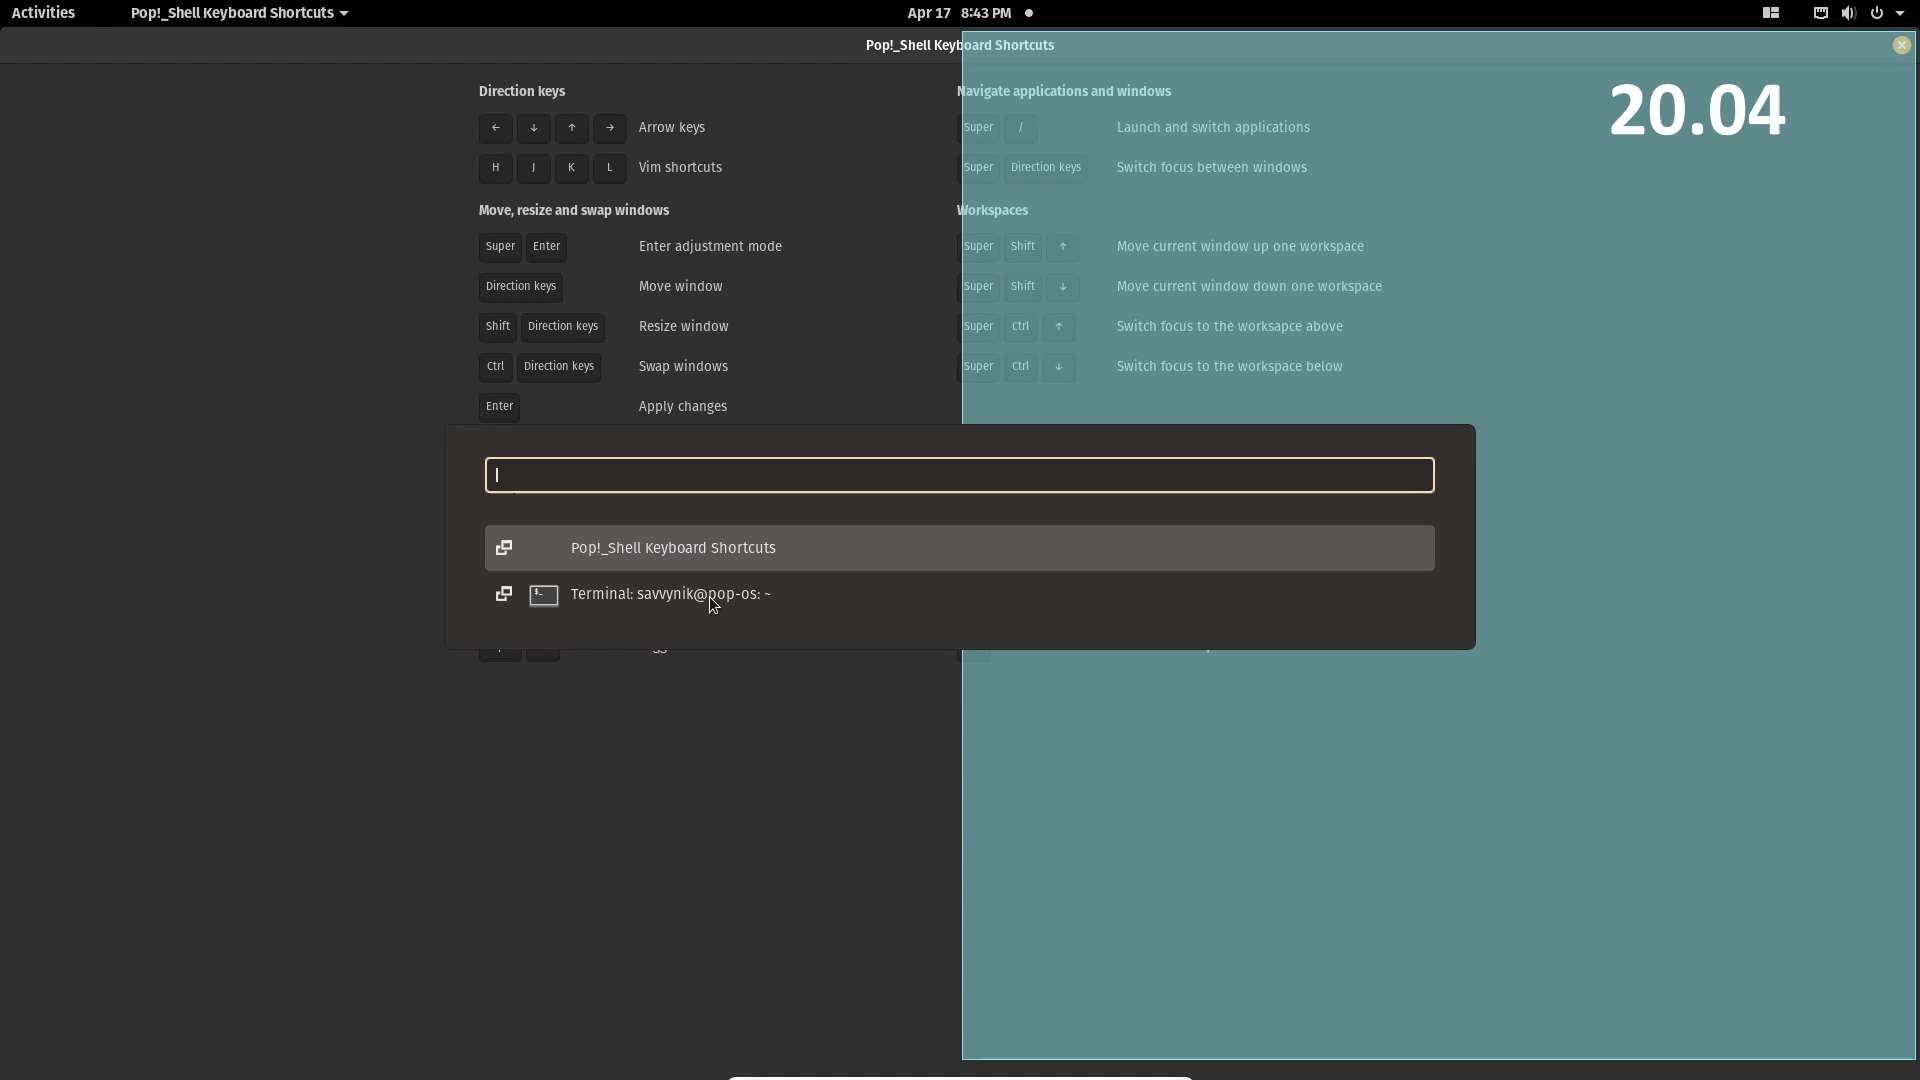 Activities
Pop!_Shell Keyboard Shortcuts
Apr 17 8:43 PM
Pop!_Shell Keyboard Shortcuts
20.04
Direction keys
← ↓ ↑ → Arrow keys
H J K L Vim shortcuts
Move, resize and swap windows
Super Enter Enter adjustment mode
Direction keys Move window
Shift Direction keys Resize window
Ctrl Direction keys Swap windows
Enter Apply changes
Navigate applications and windows
Super / Launch and switch applications
Super Direction keys Switch focus between windows
Workspaces
Super Shift ↑ Move current window up one workspace
Super Shift ↓ Move current window down one workspace
Super Ctrl ↑ Switch focus to the worksapce above
Super Ctrl ↓ Switch focus to the workspace below
Pop!_Shell Keyboard Shortcuts
Terminal: savvynik@pop-os: ~